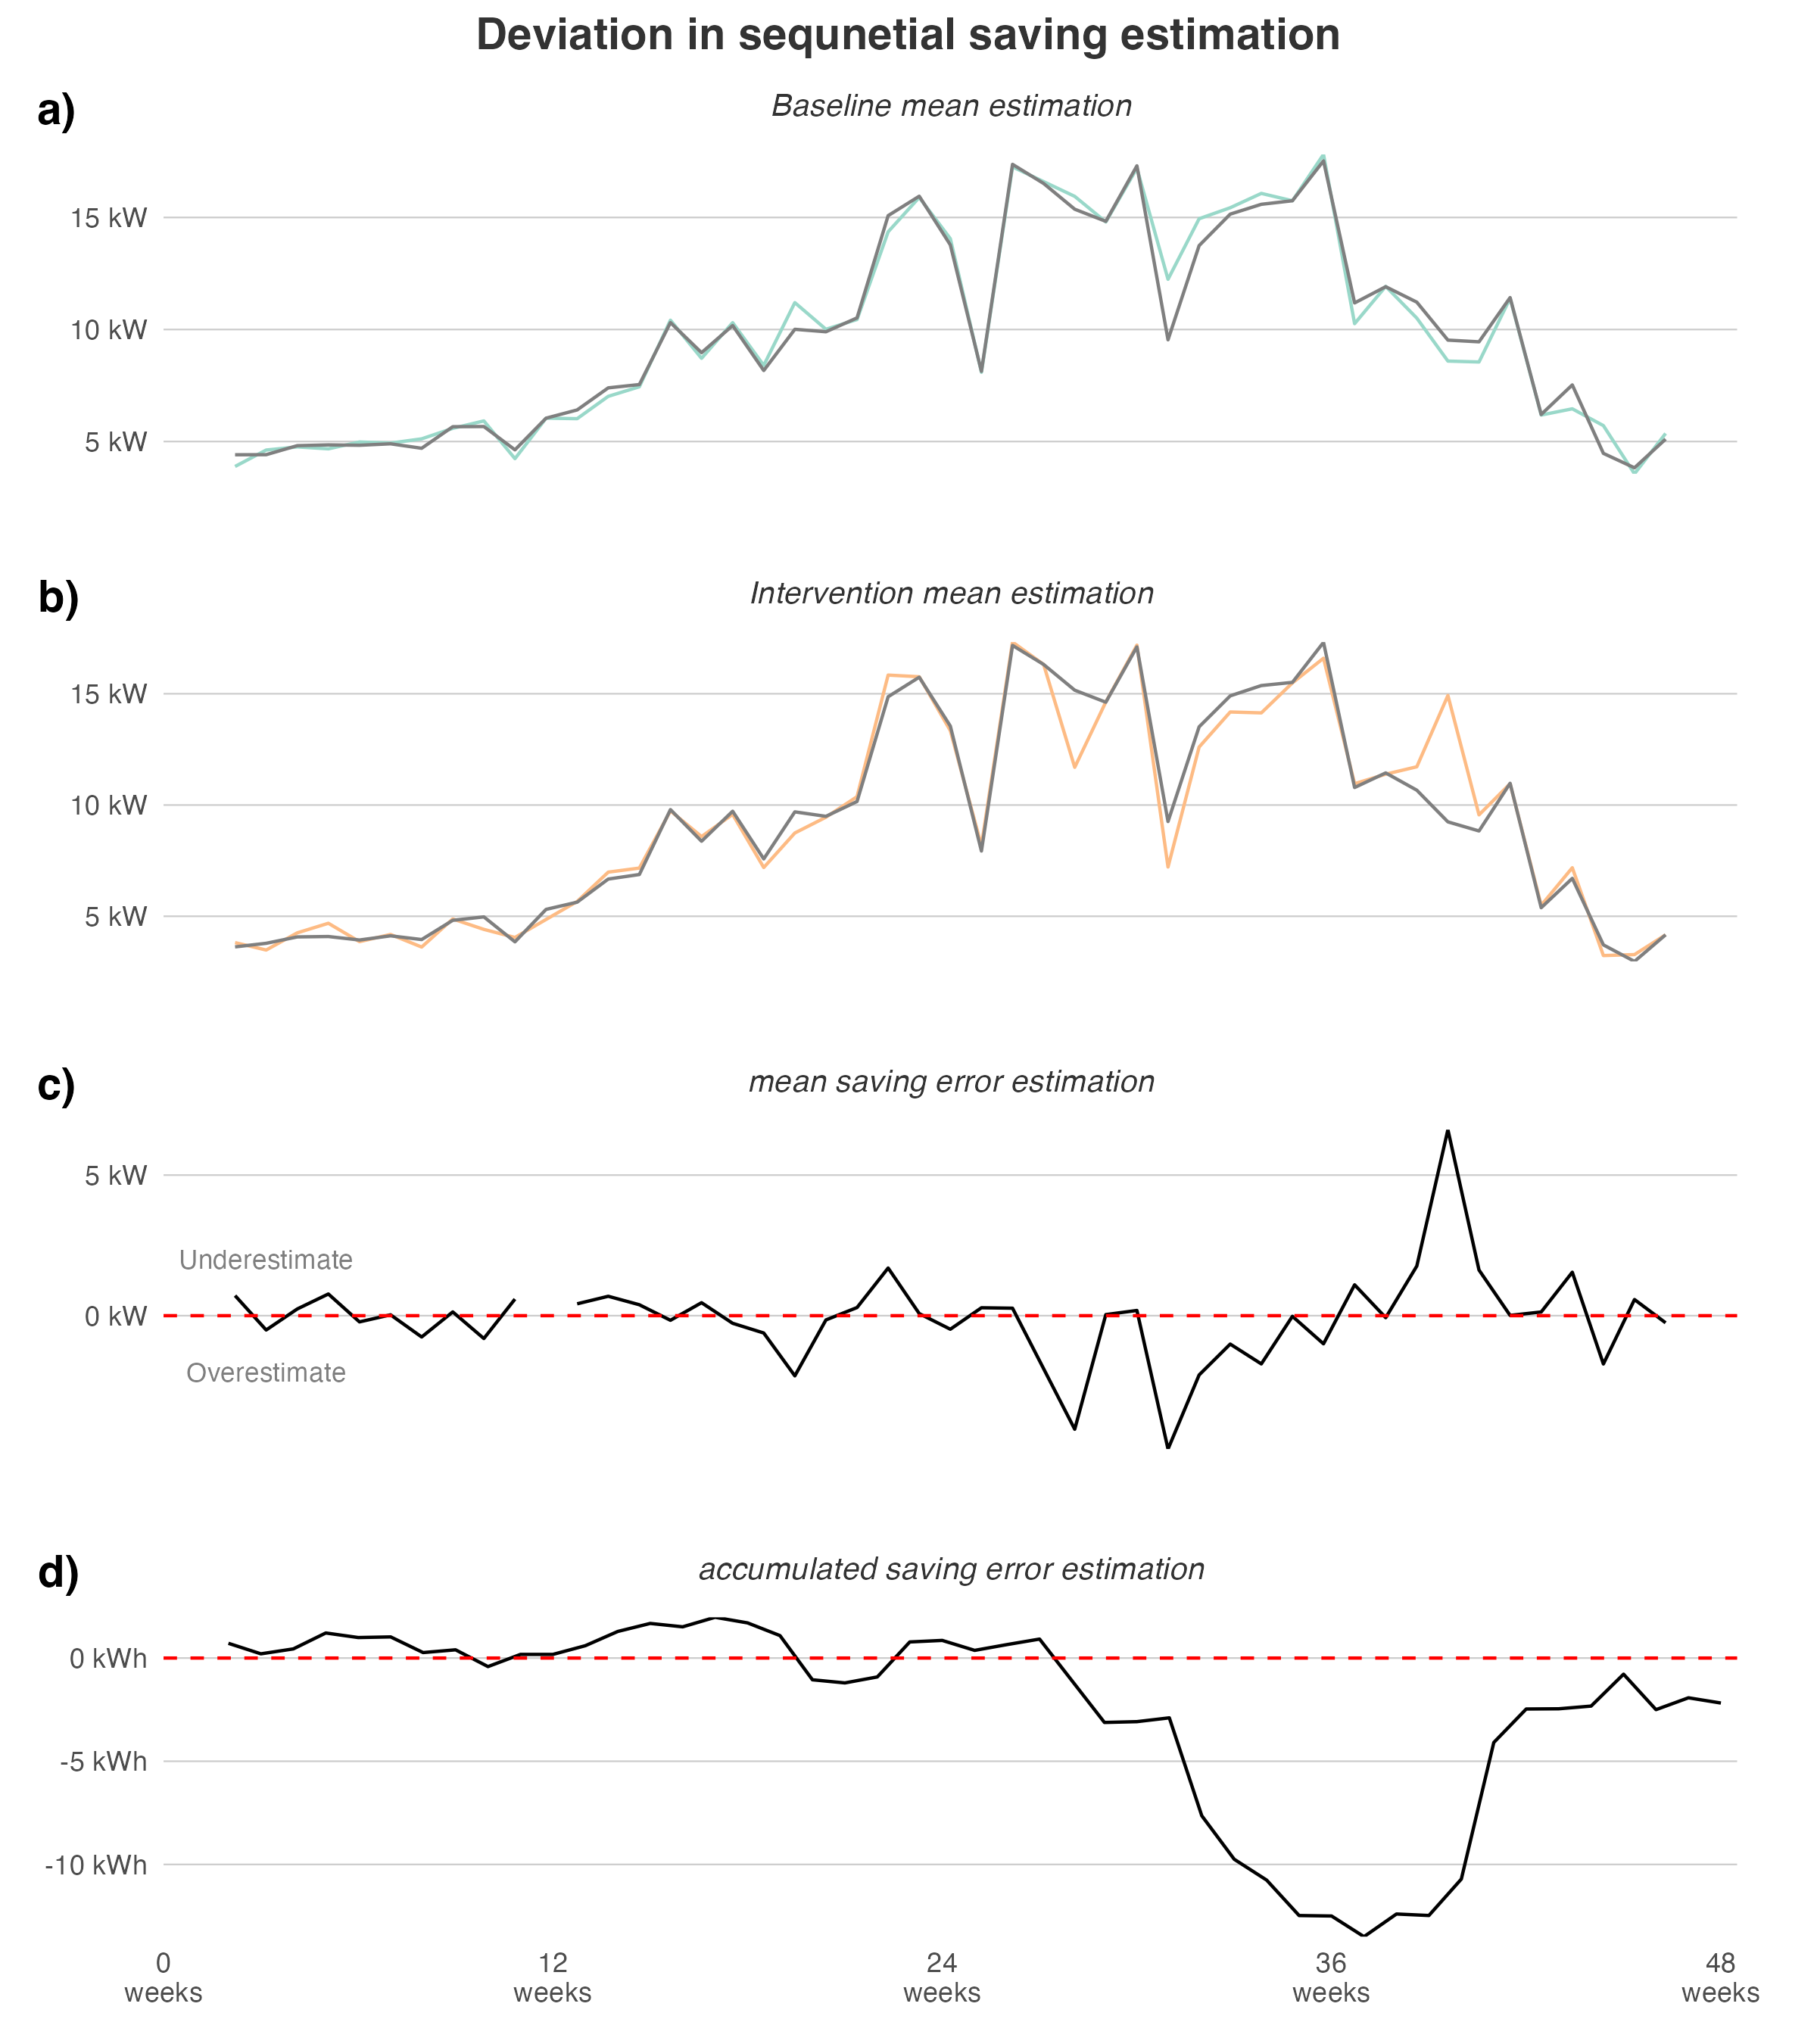 Deviation in sequnetial saving estimation
a)
Baseline mean estimation
15 kW
10 kW
5 kW
b)
Intervention mean estimation
15 kW
10 kW
5 kW
c)
mean saving error estimation
5 kW
Underestimate
0 kW
Overestimate
d)
accumulated saving error estimation
0 kWh
-5 kWh
-10 kWh
0 12 24 36 48
weeks weeks weeks weeks weeks